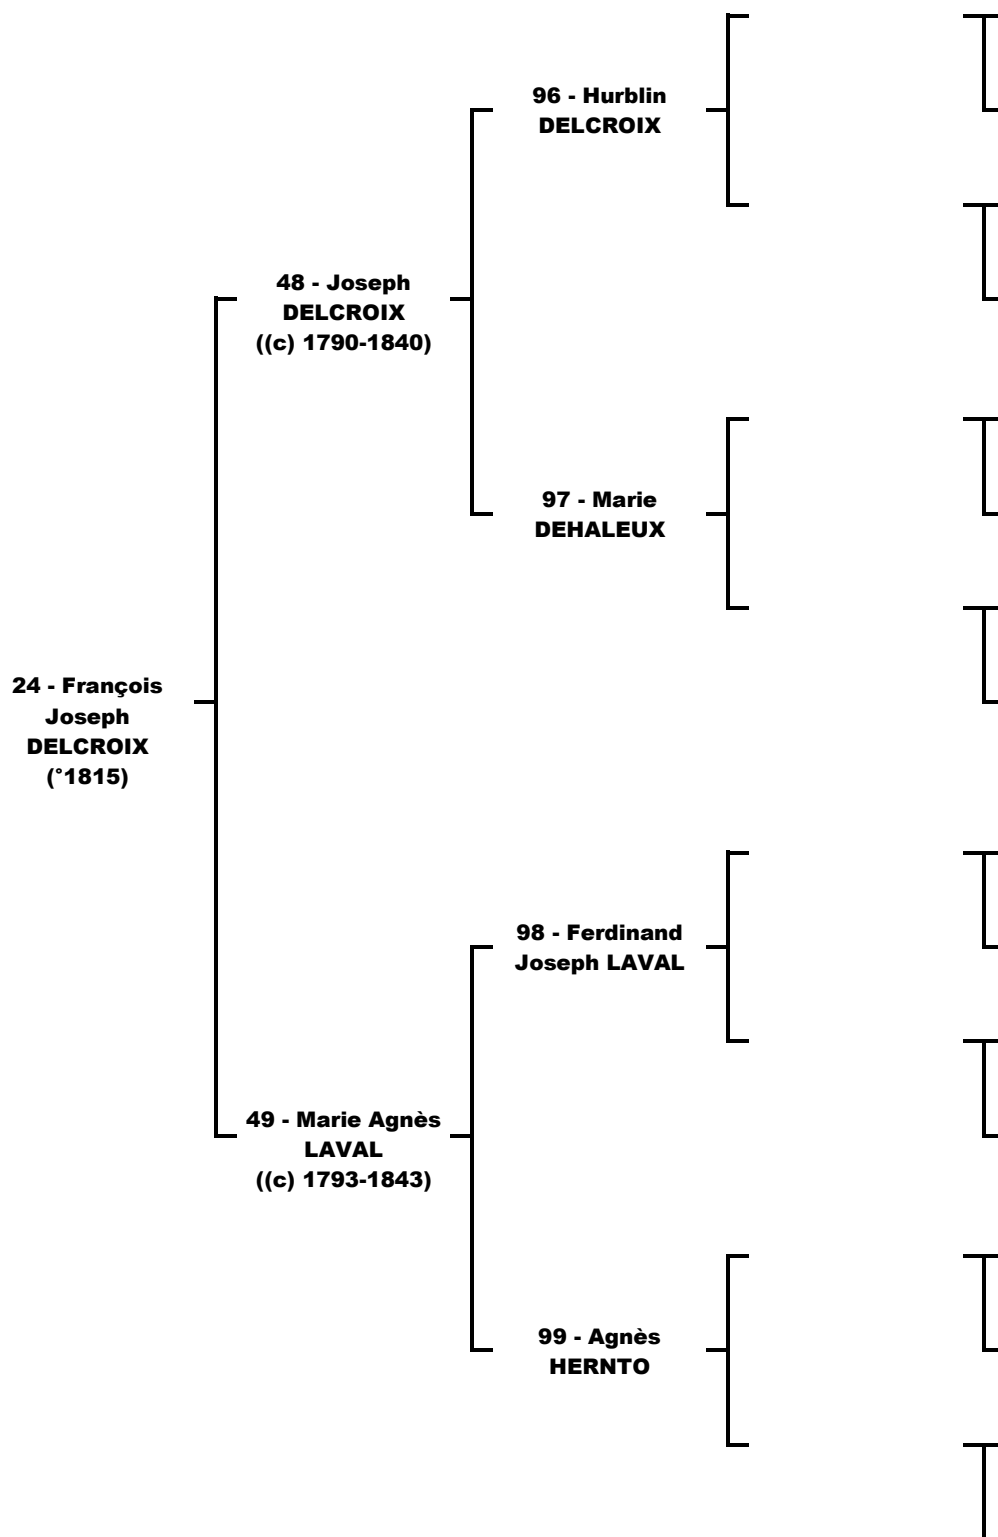 96 - Hurblin
DELCROIX
48 - Joseph
DELCROIX
((c) 1790-1840)
97 - Marie
DEHALEUX
24 - François
Joseph
DELCROIX
(°1815)
98 - Ferdinand
Joseph LAVAL
49 - Marie Agnès
LAVAL
((c) 1793-1843)
99 - Agnès
HERNTO